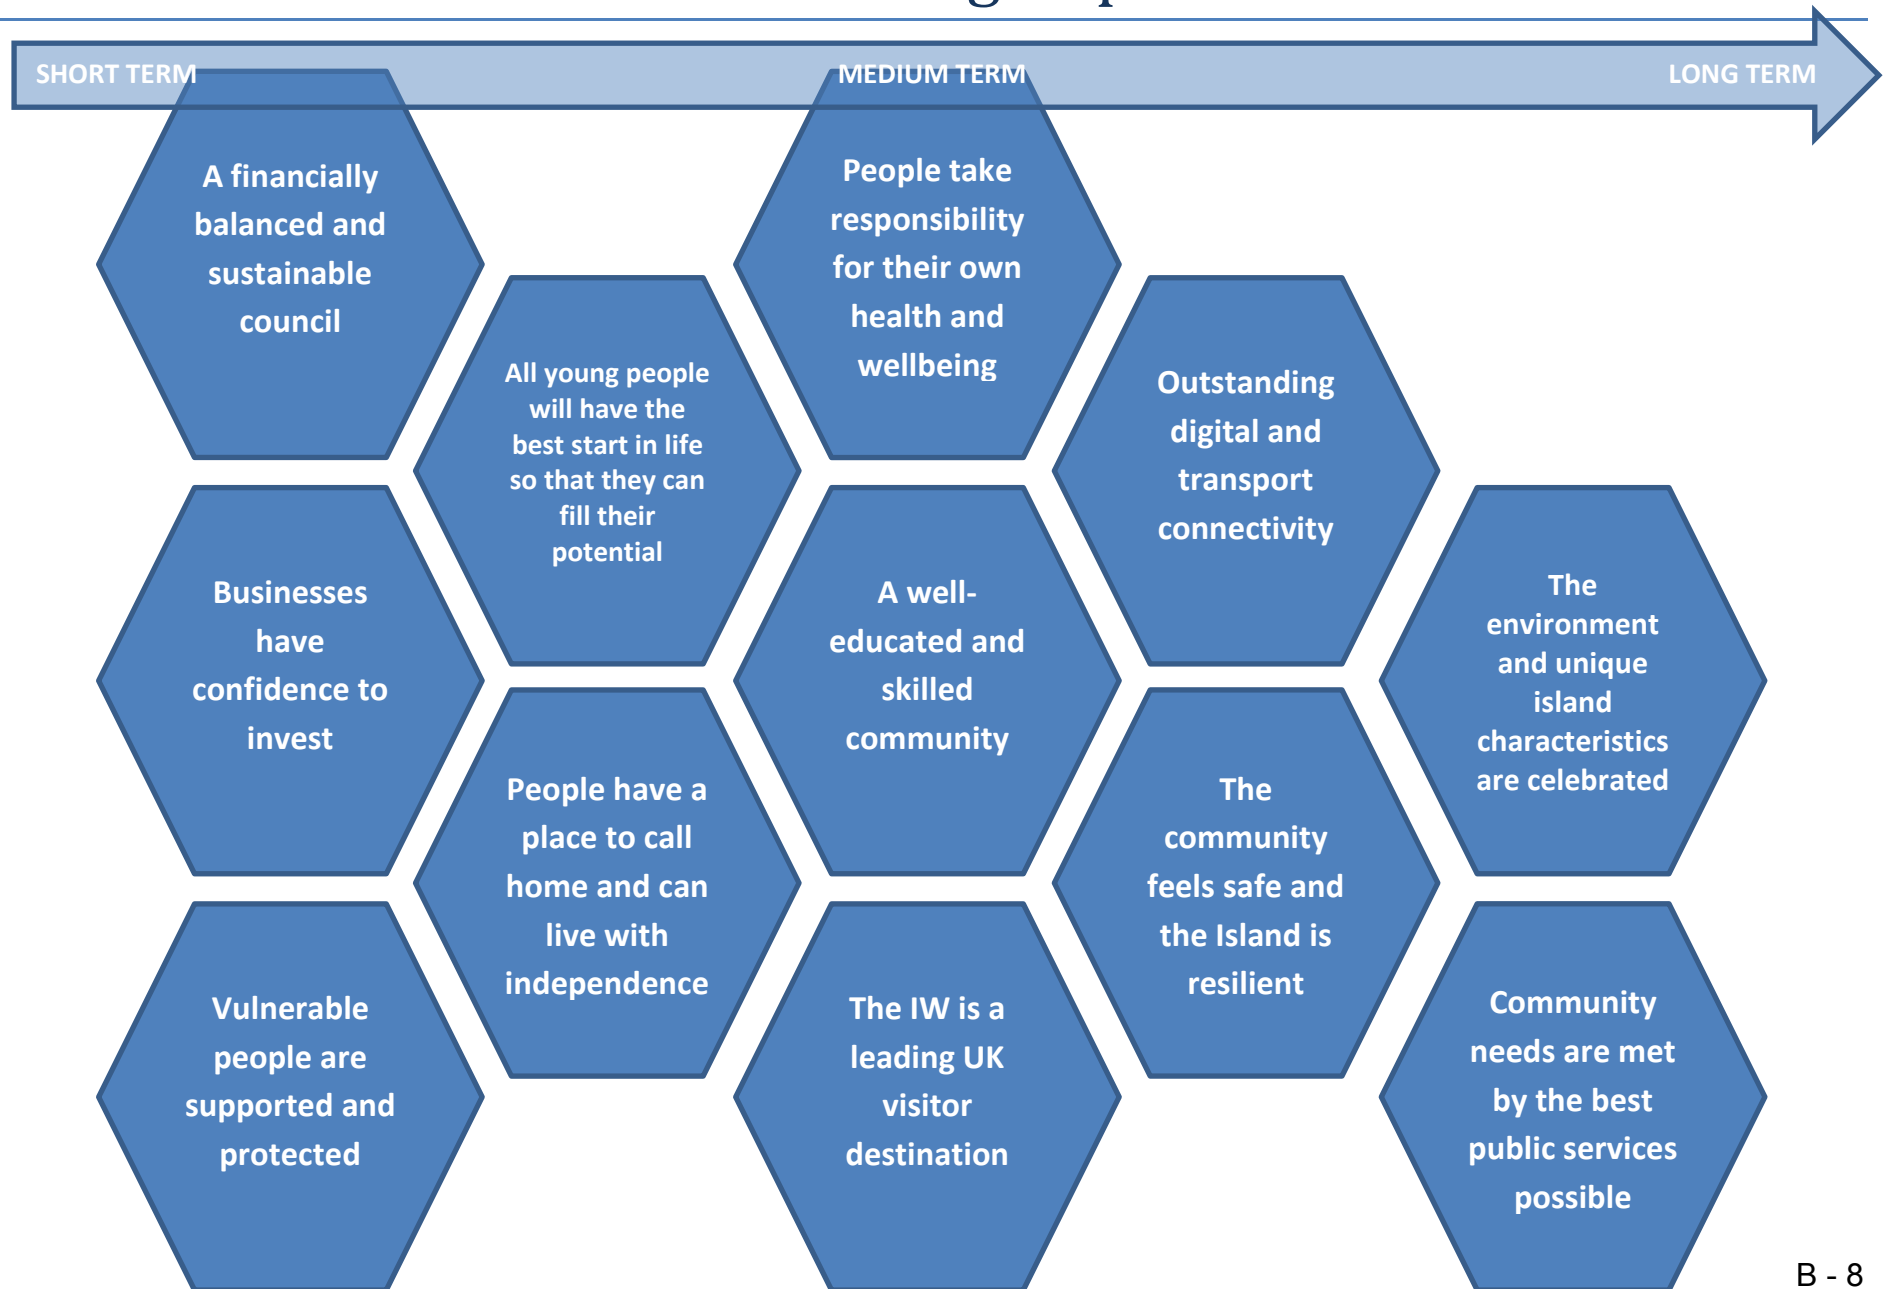 SHORT TERM
MEDIUM TERM
LONG TERM
A financially
balanced and
sustainable
council
People take
responsibility
for their own
health and
wellbeing
All young people
will have the
best start in life
so that they can
fill their
potential
Outstanding
digital and
transport
connectivity
Businesses
have
confidence to
invest
A well-
educated and
skilled
community
The
environment
and unique
island
characteristics
are celebrated
People have a
place to call
home and can
live with
independence
The
community
feels safe and
the Island is
resilient
Vulnerable
people are
supported and
protected
The IW is a
leading UK
visitor
destination
Community
needs are met
by the best
public services
possible
B - 8